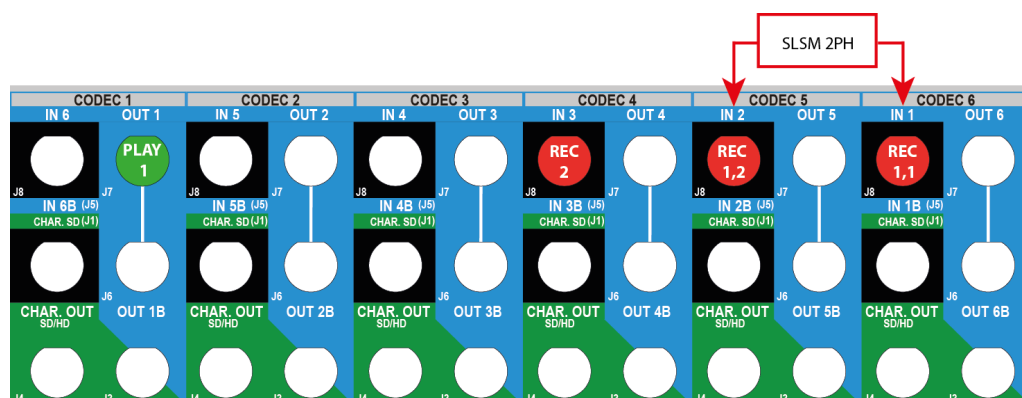 SLSM 2PH
CODEC 1 CODEC 2 CODEC 3 CODEC 4 CODEC 5 CODEC 6
IN 6 OUT 1 IN 5 OUT 2 IN 4 OUT 3 IN 3 OUT 4 IN 2 OUT 5 IN 1 OUT 6
PLAY REC REC REC
1 2 1,2 1,1
J8 J7 J8 J7 J8 J7 J8 J7 J8 J7 J8 J7
IN 6B (J5) IN 5B (J5) IN 4B (J5) IN 3B (J5) IN 2B (J5) IN 1B (J5)
CHAR. SD (J1) CHAR. SD (J1) CHAR. SD (J1) CHAR. SD (J1) CHAR. SD (J1) CHAR. SD (J1)
J6 J6 J6 J6 J6 J6
CHAR. OUT OUT 1B CHAR. OUT OUT 2B CHAR. OUT OUT 3B CHAR. OUT OUT 4B CHAR. OUT OUT 5B CHAR. OUT OUT 6B
SD/HD SD/HD SD/HD SD/HD SD/HD SD/HD